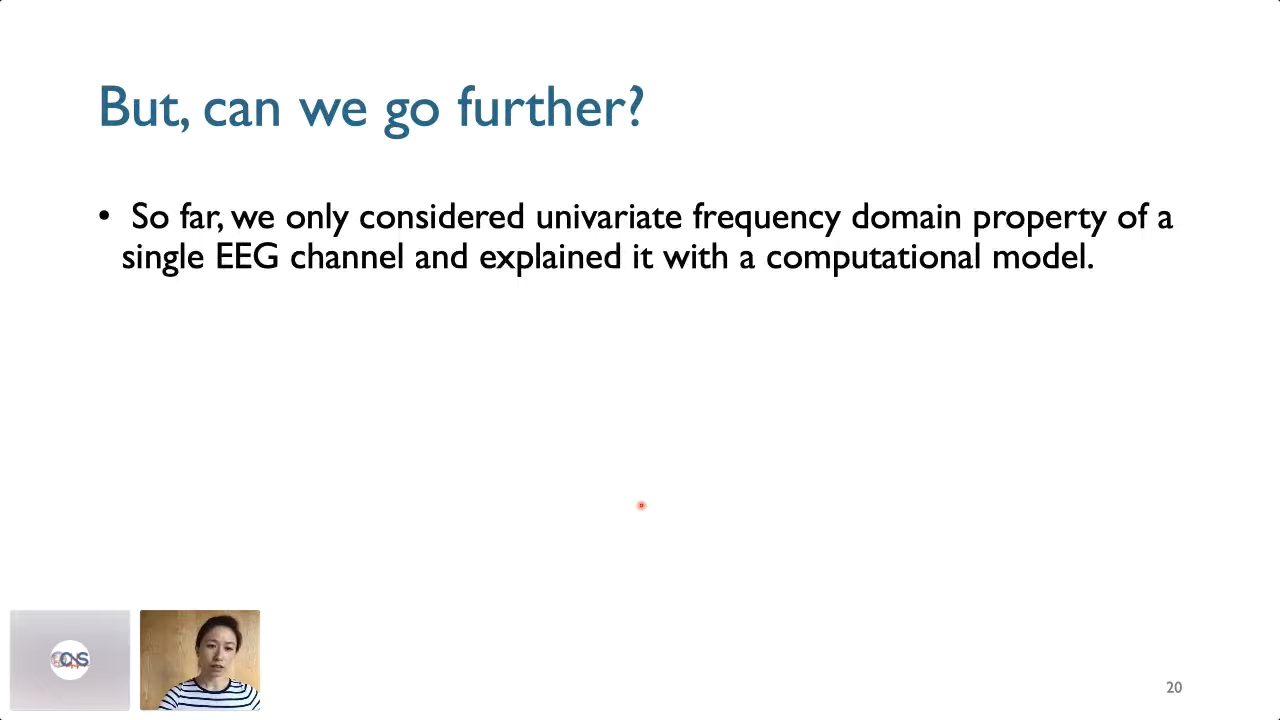 But, can we go further?
• So far, we only considered univariate frequency domain property of a
single EEG channel and explained it with a computational model.
20